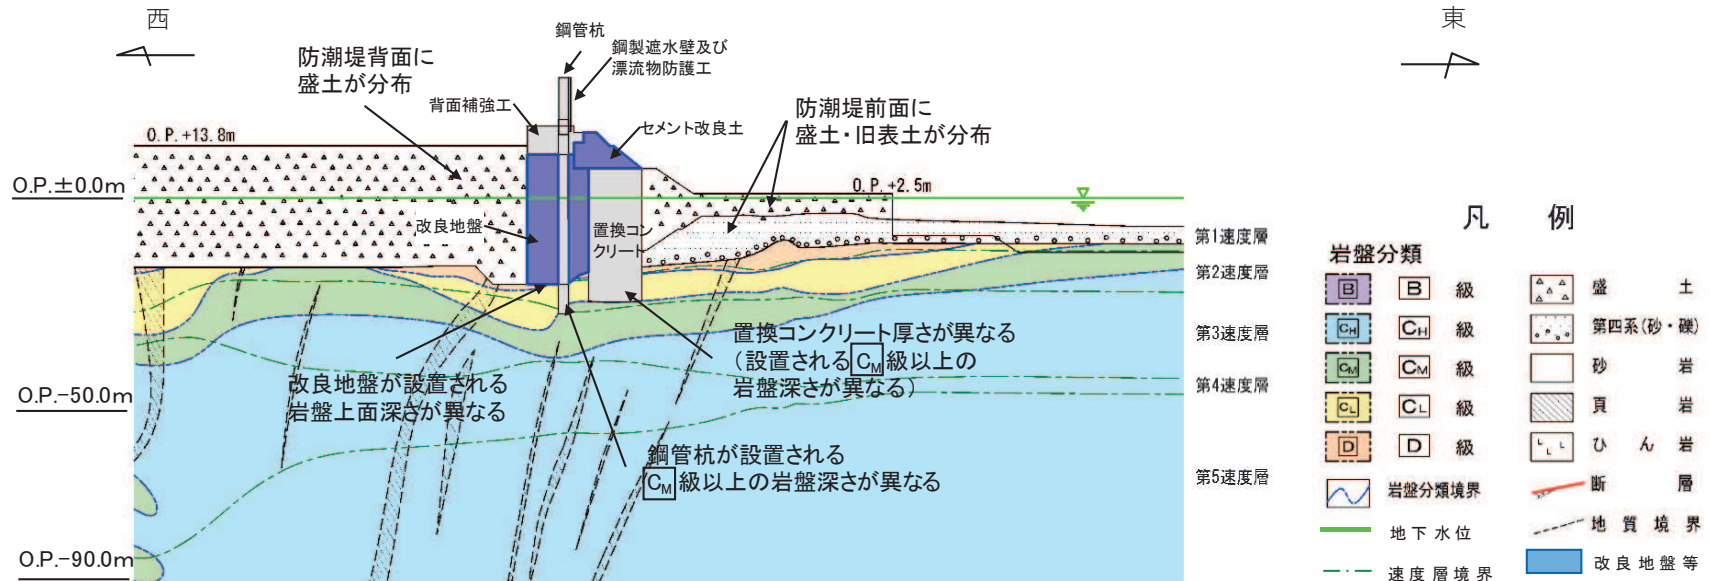 西
東
鋼管杭
鋼製遮水壁及び
漂流物防護工
防潮堤背面に
盛土が分布
背面補強工
セメント改良土
防潮堤前面に
盛土・旧表土が分布
O.P.+13.8m
O.P.±0.0m
O.P.+2.5m
改良地盤
置換コン
クリート
第1速度層
第2速度層
第3速度層
第4速度層
第5速度層
置換コンクリート厚さが異なる
(設置されるCM級以上の
岩盤深さが異なる)
改良地盤が設置される
岩盤上面深さが異なる
O.P.-50.0m
鋼管杭が設置される
CM級以上の岩盤深さが異なる
O.P.-90.0m
凡 例
岩盤分類
B B 級
CH CH 級
CM CM 級
CL CL 級
D D 級
岩盤分類境界
地下水位
速度層境界
盛土
第四系(砂・礫)
砂岩
頁岩
ひん岩
断層
地質境界
改良地盤等